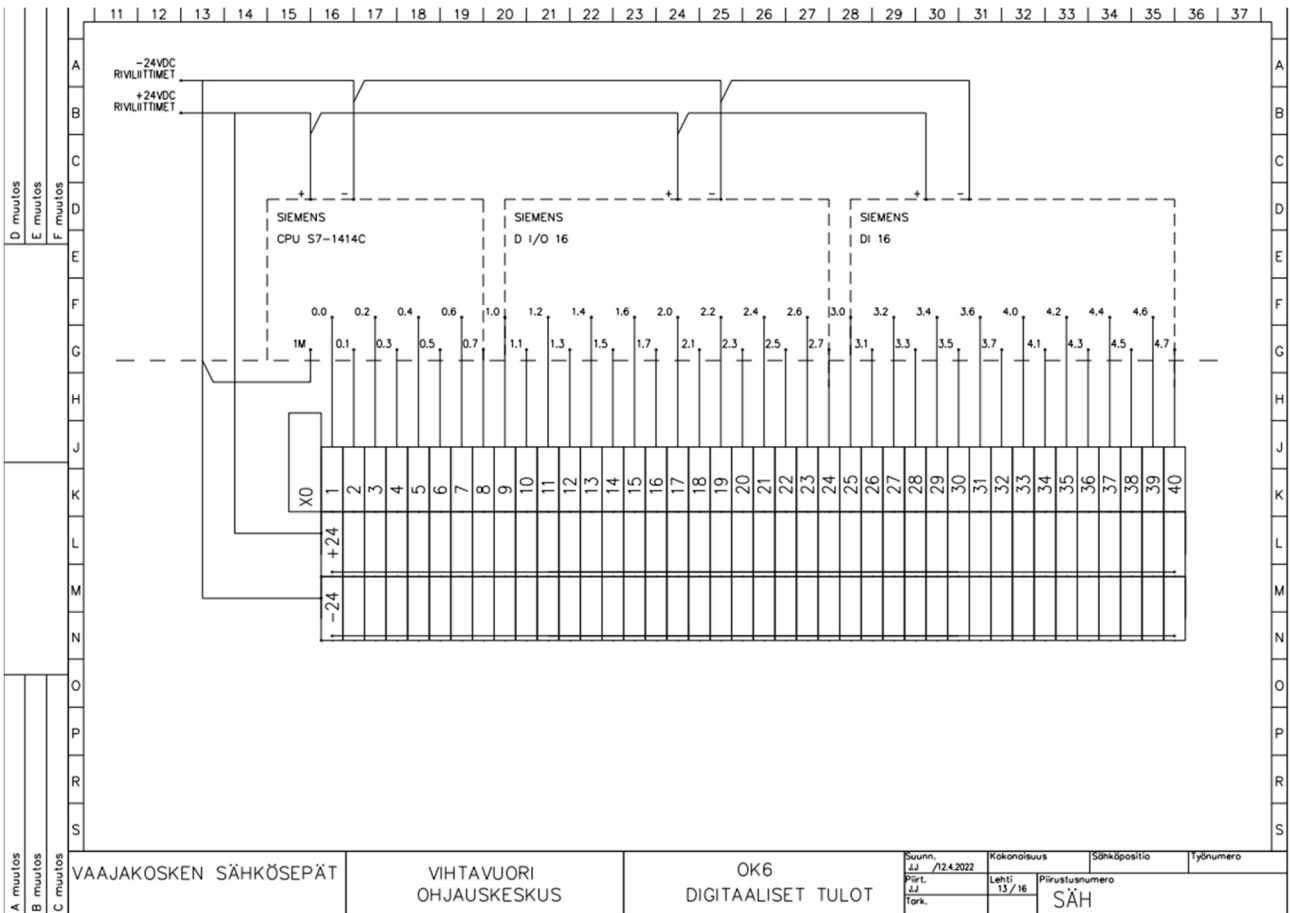 11 12 13 14 15 16 17 18 19 20 21 22 23 24 25 26 27 28 29 30 31 32 33 34 35 36 37
A A
-24VDC
RIVILIITTIMET
+24VDC
RIVILIITTIMET
B B
C C
D muutos
E muutos
F muutos
+ - + - + -
D D
SIEMENS SIEMENS SIEMENS
CPU S7-1414C D I/O 16 DI 16
E E
F F
0.0 0.2 0.4 0.6 1.0 1.2 1.4 1.6 2.0 2.2 2.4 2.6 3.0 3.2 3.4 3.6 4.0 4.2 4.4 4.6
1M 0.1 0.3 0.5 0.7 1.1 1.3 1.5 1.7 2.1 2.3 2.5 2.7 3.1 3.3 3.5 3.7 4.1 4.3 4.5 4.7
G G
H H
J J
K K
X0 1 2 3 4 5 6 7 8 9 10 11 12 13 14 15 16 17 18 19 20 21 22 23 24 25 26 27 28 29 30 31 32 33 34 35 36 37 38 39 40
L L
+24
M M
-24
N N
O O
P P
R R
S S
A muutos
B muutos
C muutos
VAAJAKOSKEN SÄHKÖSEPÄT
VIHTAVUORI
OHJAUSKESKUS
OK6
DIGITAALISET TULOT
Suunn. Kokonaisuus Sähköpositio Työnumero
J.J /12.4.2022
Piirt. Lehti Piirustusnumero
J.J 13/16 SÄH
Tark.